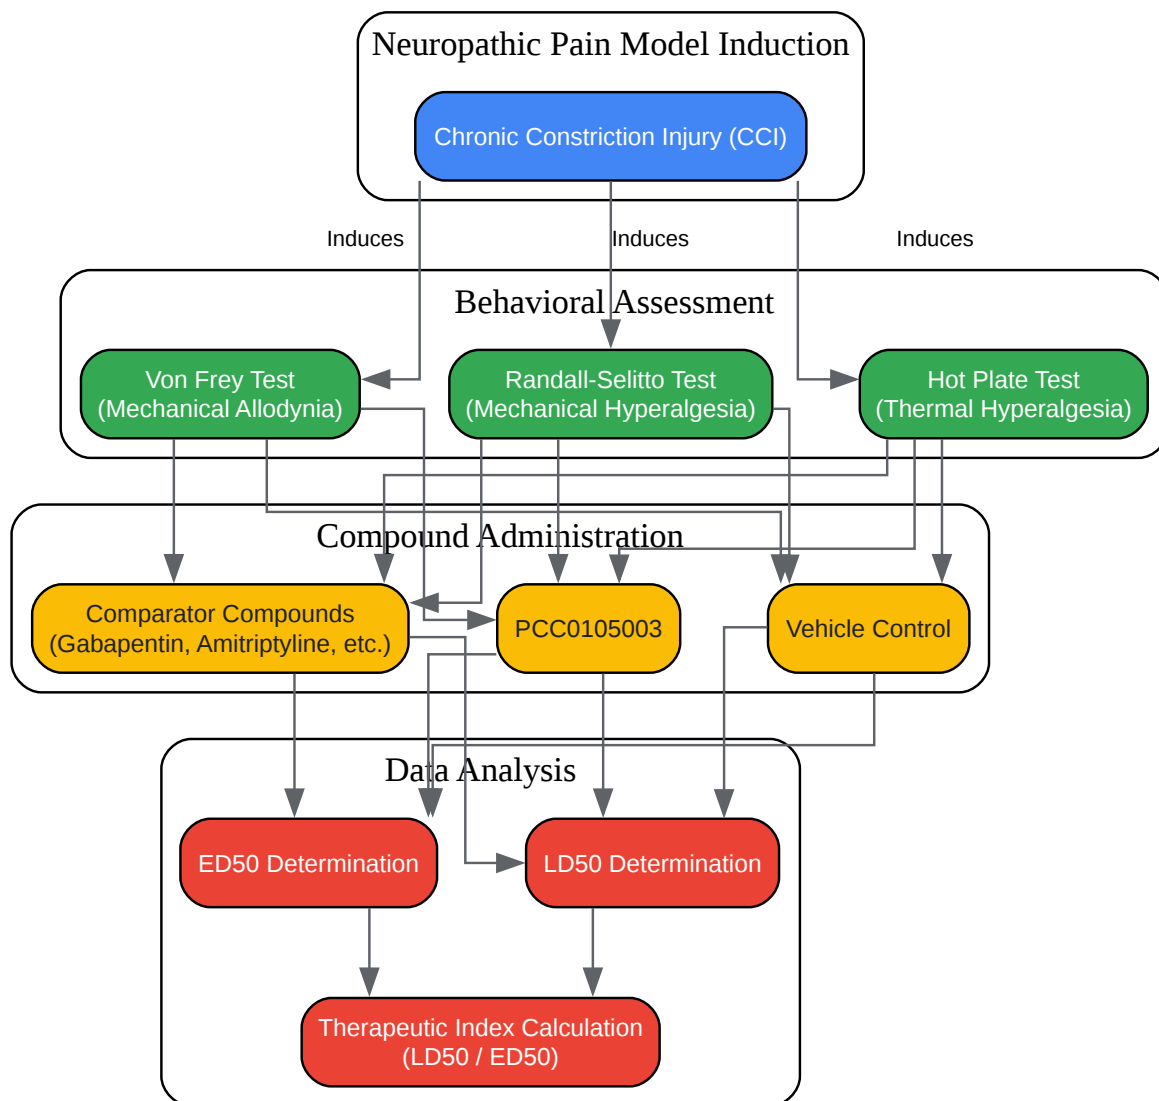 Neuropathic Pain Model Induction
Chronic Constriction Injury (CCI)
Induces
Induces
Induces
Behavioral Assessment
Von Frey Test
(Mechanical Allodynia)
Randall-Selitto Test
(Mechanical Hyperalgesia)
Hot Plate Test
(Thermal Hyperalgesia)
Compound Administration
Comparator Compounds
(Gabapentin, Amitriptyline, etc.)
PCC0105003
Vehicle Control
Data Analysis
ED50 Determination
LD50 Determination
Therapeutic Index Calculation
(LD50 / ED50)